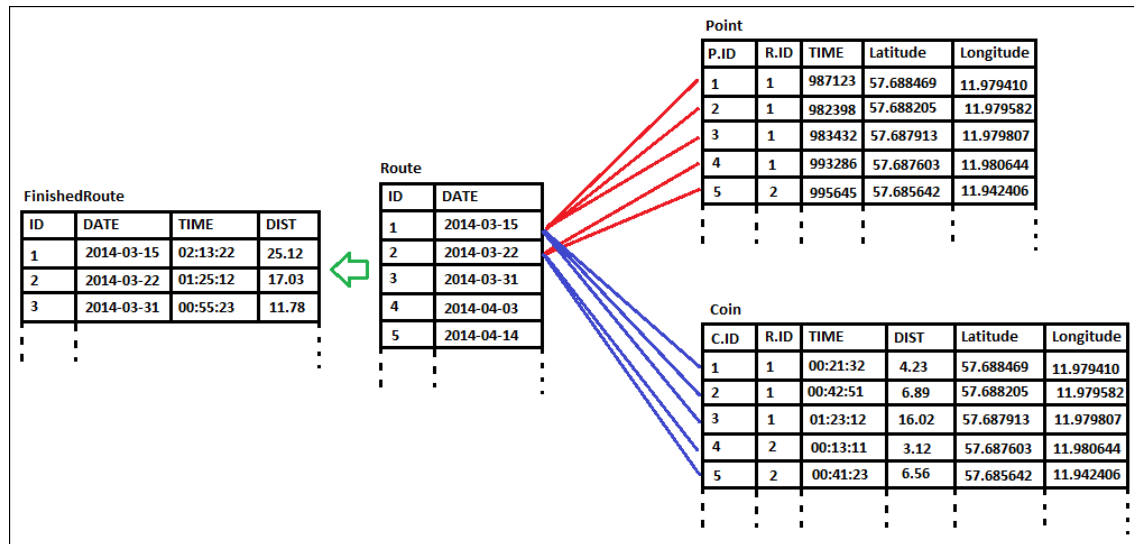 Point
P.ID R.ID TIME Latitude Longitude
1 1 987123 57.688469 11.979410
2 1 982398 57.688205 11.979582
3 1 983432 57.687913 11.979807
4 1 993286 57.687603 11.980644
5 2 995645 57.685642 11.942406
Route
ID DATE
1 2014-03-15
2 2014-03-22
3 2014-03-31
4 2014-04-03
5 2014-04-14
FinishedRoute
ID DATE TIME DIST
1 2014-03-15 02:13:22 25.12
2 2014-03-22 01:25:12 17.03
3 2014-03-31 00:55:23 11.78
Coin
C.ID R.ID TIME DIST Latitude Longitude
1 1 00:21:32 4.23 57.688469 11.979410
2 1 00:42:51 6.89 57.688205 11.979582
3 1 01:23:12 16.02 57.687913 11.979807
4 2 00:13:11 3.12 57.687603 11.980644
5 2 00:41:23 6.56 57.685642 11.942406